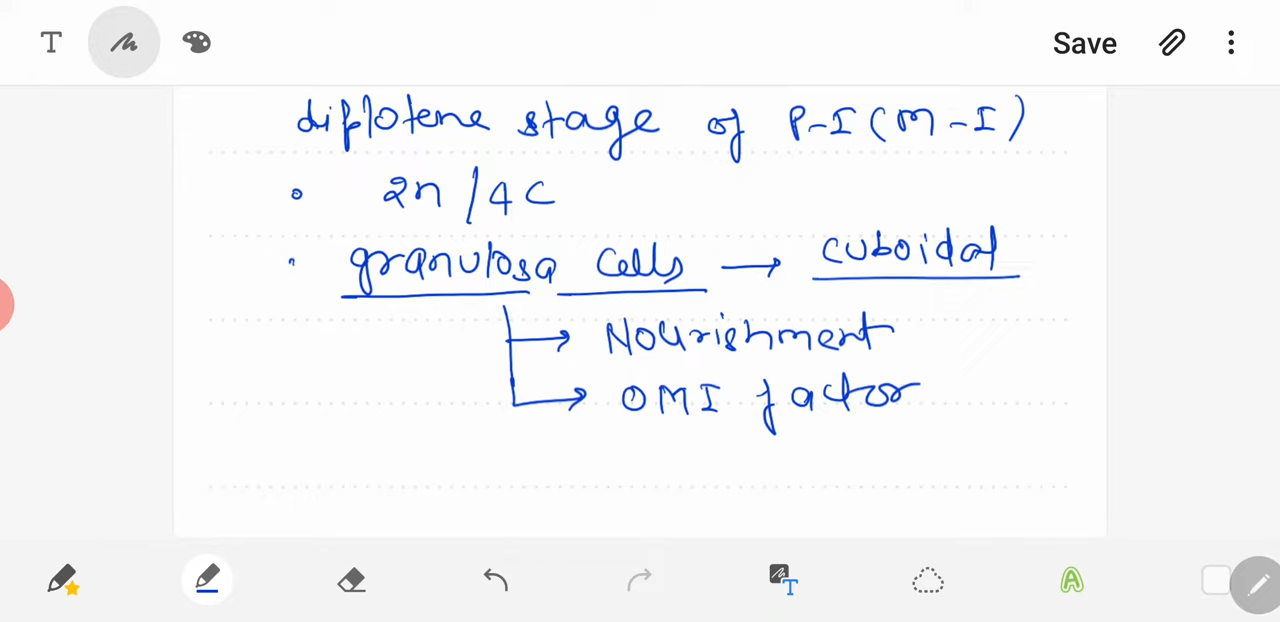 T
Save
diplotene stage of P-I (M-I)
• 2n / 4C
• granulosa cells → cuboidal
→ Nourishment
→ OMI factor
T
A